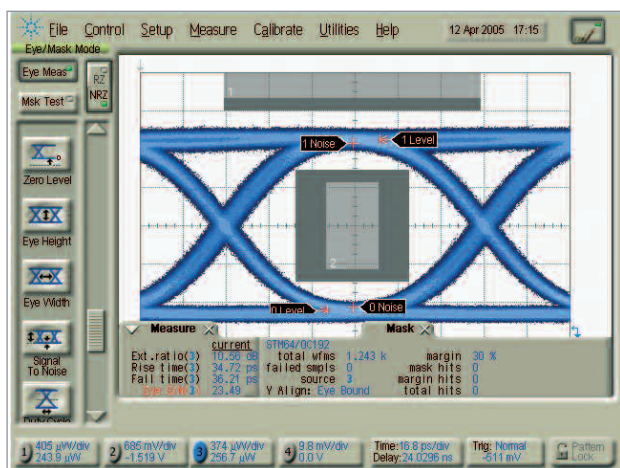 File Control Setup Measure Calibrate Utilities Help 12 Apr 2005 17:15
Eye/Mask Mode
Eye Meas
RZ
NRZ
Msk Test
1
1 Noise
1 Level
Zero Level
Eye Height
2
Eye Width
0 Level
0 Noise
Measure
Mask
Signal
To Noise
current
Ext.ratio(3) 10.56 dB
Rise time(3) 34.72 ps
Fall time(3) 36.21 ps
23.49
STM64/OC192
total wfms 1.243 k
failed smpls 0
source 3
Y Align: Eye Bound
margin 30 %
mask hits 0
margin hits 0
total hits 0
Duty Cycle
1 405 µW/div
243.9 µW
2 685 mV/div
-1.519 V
3 374 µW/div
256.7 µW
4 9.8 mV/div
0.0 V
Time:16.8 ps/div
Delay:24.0296 ns
Trig: Normal
-511 mV
Pattern
Lock